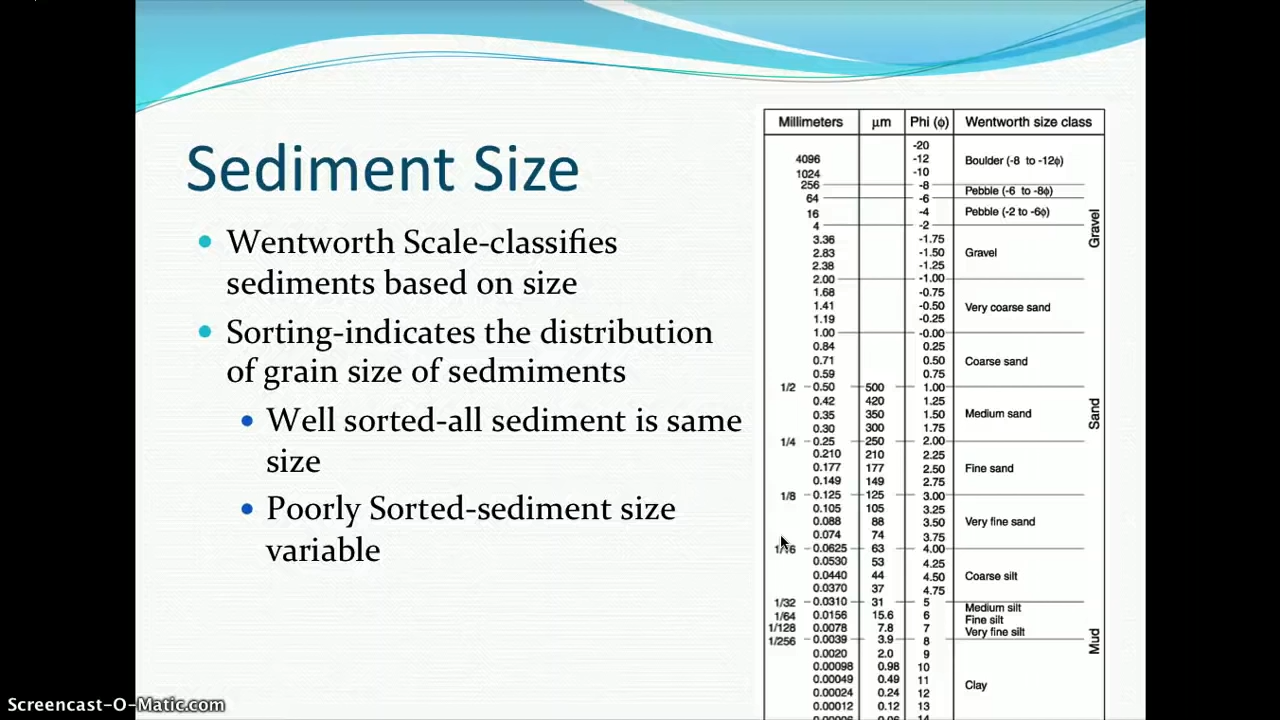 Sediment Size
Wentworth Scale-classifies
sediments based on size
Sorting-indicates the distribution
of grain size of sedmiments
Well sorted-all sediment is same
size
Poorly Sorted-sediment size
variable
Millimeters μm Phi (ϕ) Wentworth size class
-20
4096 -12 Boulder (-8 to -12ϕ)
1024 -10
256 -8
Pebble (-6 to -8ϕ)
64 -6
16 -4 Pebble (-2 to -6ϕ)
4 -2
Gravel
3.36 -1.75
2.83 -1.50 Gravel
2.38 -1.25
2.00 -1.00
1.68 -0.75
1.41 -0.50 Very coarse sand
1.19 -0.25
1.00 -0.00
0.84 0.25
0.71 0.50 Coarse sand
0.59 0.75
1/2 0.50 500 1.00
0.42 420 1.25
0.35 350 1.50 Medium sand
0.30 300 1.75
Sand
1/4 0.25 250 2.00
0.210 210 2.25
0.177 177 2.50 Fine sand
0.149 149 2.75
1/8 0.125 125 3.00
0.105 105 3.25
0.088 88 3.50 Very fine sand
0.074 74 3.75
1/16 0.0625 63 4.00
0.0530 53 4.25
0.0440 44 4.50 Coarse silt
0.0370 37 4.75
1/32 0.0310 31 5
Medium silt
1/64 0.0156 15.6 6
Fine silt
1/128 0.0078 7.8 7
Very fine silt
1/256 0.0039 3.9 8
Mud
0.0020 2.0 9
0.00098 0.98 10
0.00049 0.49 11 Clay
0.00024 0.24 12
0.00012 0.12 13
Screencast-O-Matic.com